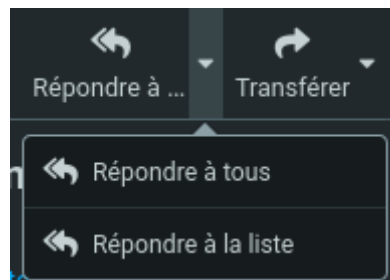 Répondre à ...
Transférer
Répondre à tous
Répondre à la liste